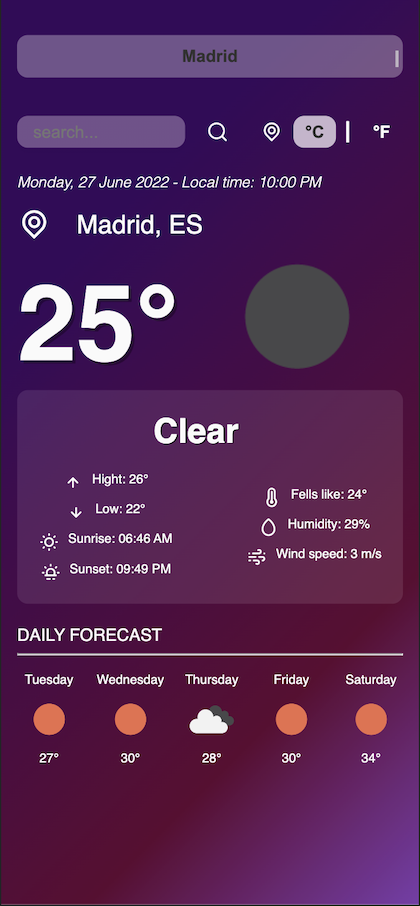 Madrid
search...
°C | °F
Monday, 27 June 2022 - Local time: 10:00 PM
Madrid, ES
25°
Clear
Hight: 26°
Low: 22°
Sunrise: 06:46 AM
Sunset: 09:49 PM
Fells like: 24°
Humidity: 29%
Wind speed: 3 m/s
DAILY FORECAST
Tuesday Wednesday Thursday Friday Saturday
27° 30° 28° 30° 34°